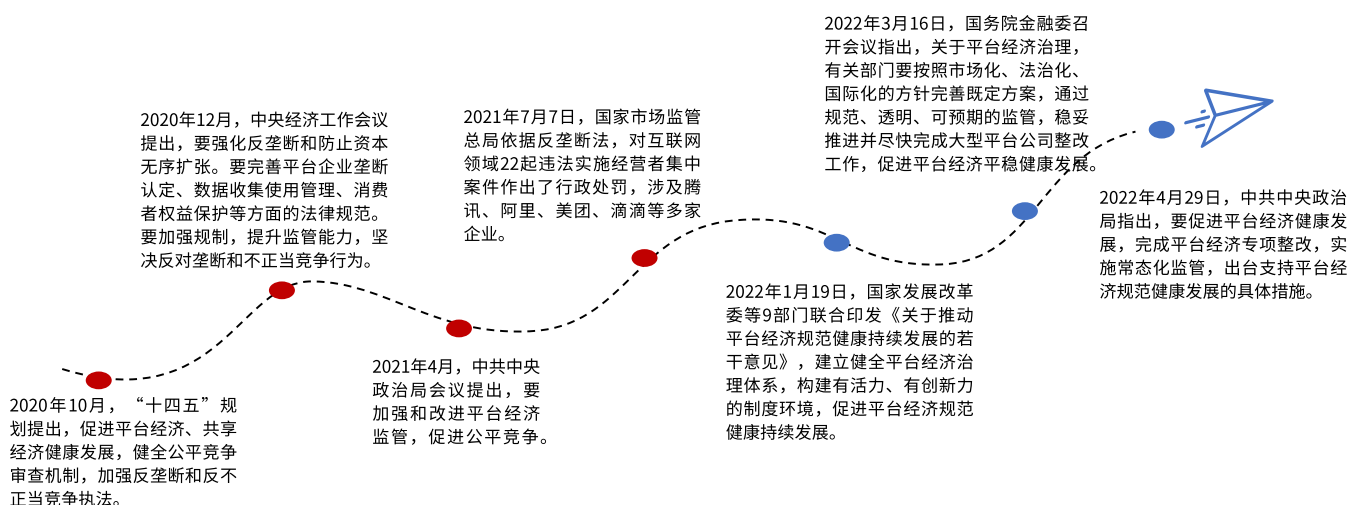 2020年10月，“十四五”规
划提出，促进平台经济、共享
经济健康发展，健全公平竞争
审查机制，加强反垄断和反不
正当竞争执法。
2020年12月，中央经济工作会议
提出，要强化反垄断和防止资本
无序扩张。要完善平台企业垄断
认定、数据收集使用管理、消费
者权益保护等方面的法律规范。
要加强规制，提升监管能力，坚
决反对垄断和不正当竞争行为。
2021年4月，中共中央
政治局会议提出，要
加强和改进平台经济
监管，促进公平竞争。
2021年7月7日，国家市场监管
总局依据反垄断法，对互联网
领域22起违法实施经营者集中
案件作出了行政处罚，涉及腾
讯、阿里、美团、滴滴等多家
企业。
2022年1月19日，国家发展改革
委等9部门联合印发《关于推动
平台经济规范健康持续发展的若
干意见》，建立健全平台经济治
理体系，构建有活力、有创新力
的制度环境，促进平台经济规范
健康持续发展。
2022年3月16日，国务院金融委召
开会议指出，关于平台经济治理，
有关部门要按照市场化、法治化、
国际化的方针完善既定方案，通过
规范、透明、可预期的监管，稳妥
推进并尽快完成大型平台公司整改
工作，促进平台经济平稳健康发展。
2022年4月29日，中共中央政治
局指出，要促进平台经济健康发
展，完成平台经济专项整改，实
施常态化监管，出台支持平台经
济规范健康发展的具体措施。